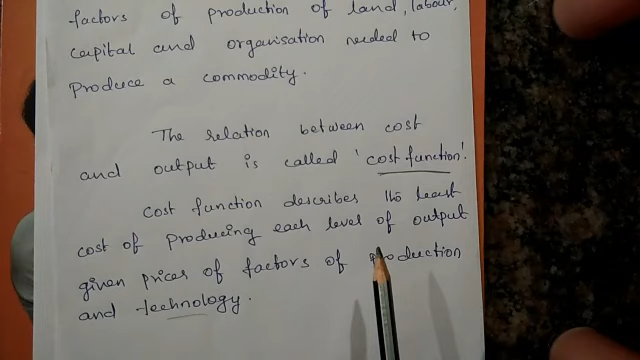 factors of production of land, labour,
capital and organisation needed to
produce a commodity.
The relation between cost
and output is called 'cost function'.
Cost function describes the least
cost of producing each level of output
given prices of factors of production
and technology.